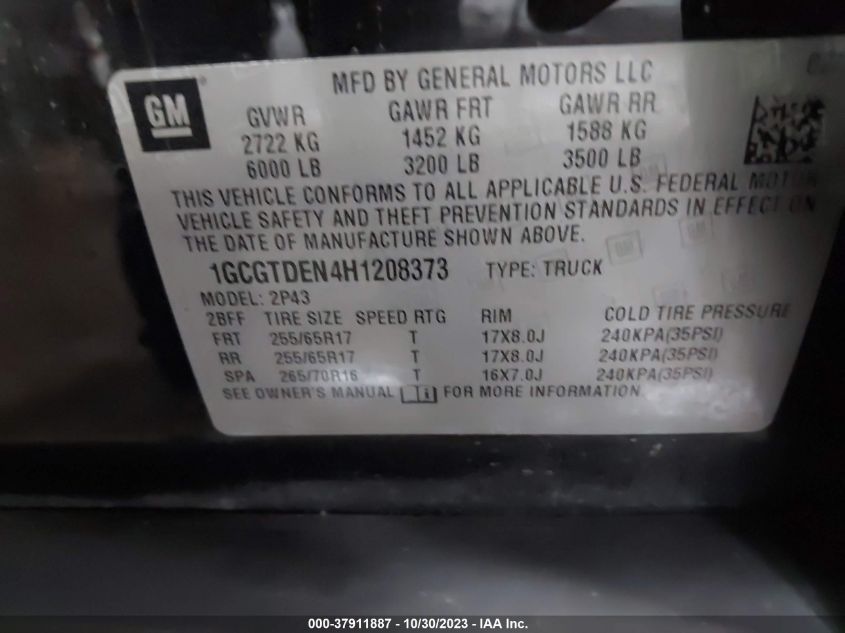 GM
MFD BY GENERAL MOTORS LLC
GVWR GAWR FRT GAWR RR
2722 KG 1452 KG 1588 KG
6000 LB 3200 LB 3500 LB
THIS VEHICLE CONFORMS TO ALL APPLICABLE U.S. FEDERAL MOTOR
VEHICLE SAFETY AND THEFT PREVENTION STANDARDS IN EFFECT ON
THE DATE OF MANUFACTURE SHOWN ABOVE.
1GCGTDEN4H1208373 TYPE: TRUCK
MODEL: 2P43
2BFF TIRE SIZE SPEED RTG RIM COLD TIRE PRESSURE
FRT 255/65R17 T 17X8.0J 240KPA(35PSI)
RR 255/65R17 T 17X8.0J 240KPA(35PSI)
SPA 265/70R16 T 16X7.0J 240KPA(35PSI)
SEE OWNER'S MANUAL FOR MORE INFORMATION
000-37911887 - 10/30/2023 - IAA Inc.